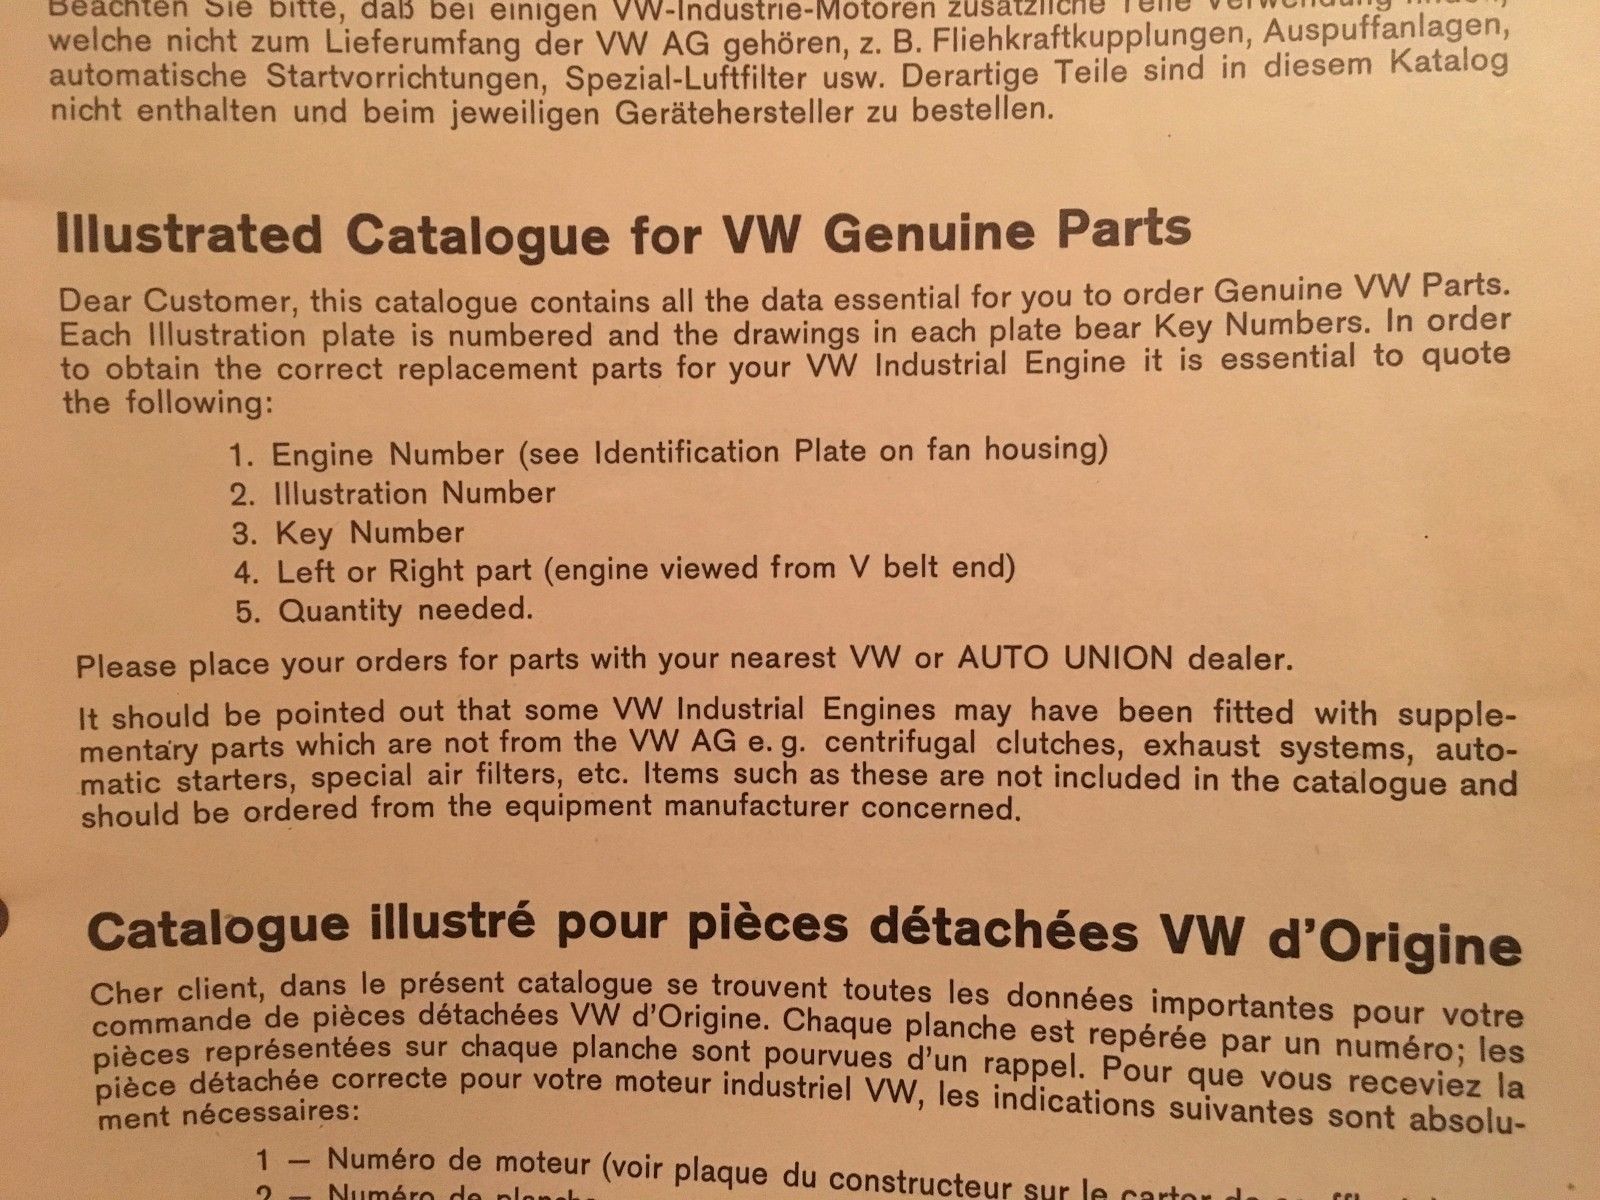 Beachten Sie bitte, daß bei einigen VW-Industrie-Motoren zusätzliche Teile Verwendung finden,
welche nicht zum Lieferumfang der VW AG gehören, z. B. Fliehkraftkupplungen, Auspuffanlagen,
automatische Startvorrichtungen, Spezial-Luftfilter usw. Derartige Teile sind in diesem Katalog
nicht enthalten und beim jeweiligen Gerätehersteller zu bestellen.
Illustrated Catalogue for VW Genuine Parts
Dear Customer, this catalogue contains all the data essential for you to order Genuine VW Parts.
Each Illustration plate is numbered and the drawings in each plate bear Key Numbers. In order
to obtain the correct replacement parts for your VW Industrial Engine it is essential to quote
the following:
1. Engine Number (see Identification Plate on fan housing)
2. Illustration Number
3. Key Number
4. Left or Right part (engine viewed from V belt end)
5. Quantity needed.
Please place your orders for parts with your nearest VW or AUTO UNION dealer.
It should be pointed out that some VW Industrial Engines may have been fitted with supple-
mentary parts which are not from the VW AG e. g. centrifugal clutches, exhaust systems, auto-
matic starters, special air filters, etc. Items such as these are not included in the catalogue and
should be ordered from the equipment manufacturer concerned.
Catalogue illustré pour pièces détachées VW d'Origine
Cher client, dans le présent catalogue se trouvent toutes les données importantes pour votre
commande de pièces détachées VW d'Origine. Chaque planche est repérée par un numéro; les
pièces représentées sur chaque planche sont pourvues d'un rappel. Pour que vous receviez la
pièce détachée correcte pour votre moteur industriel VW, les indications suivantes sont absolu-
ment nécessaires:
1 — Numéro de moteur (voir plaque du constructeur sur le carter de
2 — Numéro de planche